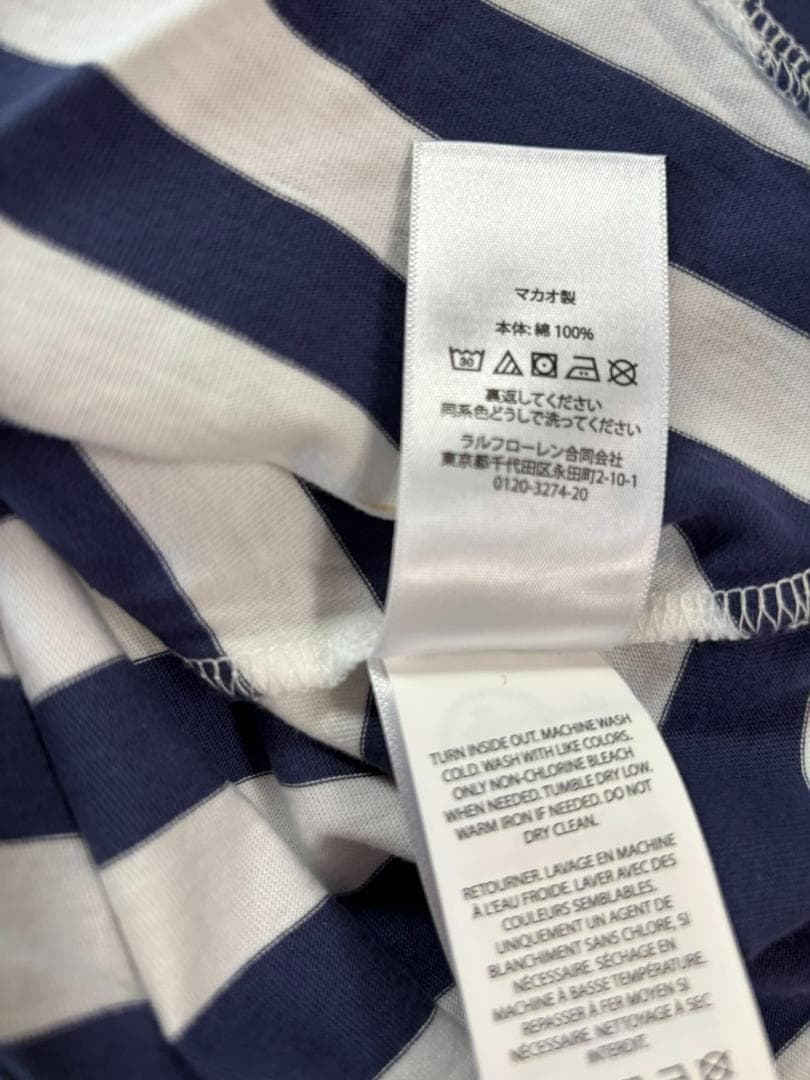 マカオ製
本体: 綿 100%
30
裏返してください
同系色どうしで洗ってください
ラルフローレン合同会社
東京都千代田区永田町2-10-1
0120-3274-20
TURN INSIDE OUT. MACHINE WASH
COLD. WASH WITH LIKE COLORS.
ONLY NON-CHLORINE BLEACH
WHEN NEEDED. TUMBLE DRY LOW.
WARM IRON IF NEEDED. DO NOT
DRY CLEAN.
RETOURNER. LAVAGE EN MACHINE
À L'EAU FROIDE. LAVER AVEC DES
COULEURS SEMBLABLES.
UNIQUEMENT UN AGENT DE
BLANCHIMENT SANS CHLORE, SI
NÉCESSAIRE. SÉCHAGE EN
MACHINE À BASSE TEMPÉRATURE.
REPASSER À FER MOYEN SI
NÉCESSAIRE. NETTOYAGE À SEC
INTERDIT.